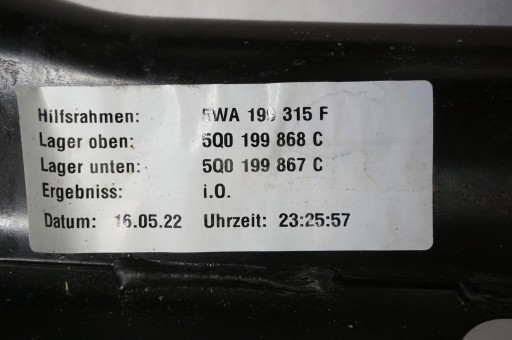 Hilfsrahmen: 5WA 199 315 F
Lager oben: 5Q0 199 868 C
Lager unten: 5Q0 199 867 C
Ergebniss: i.O.
Datum: 16.05.22 Uhrzeit: 23:25:57